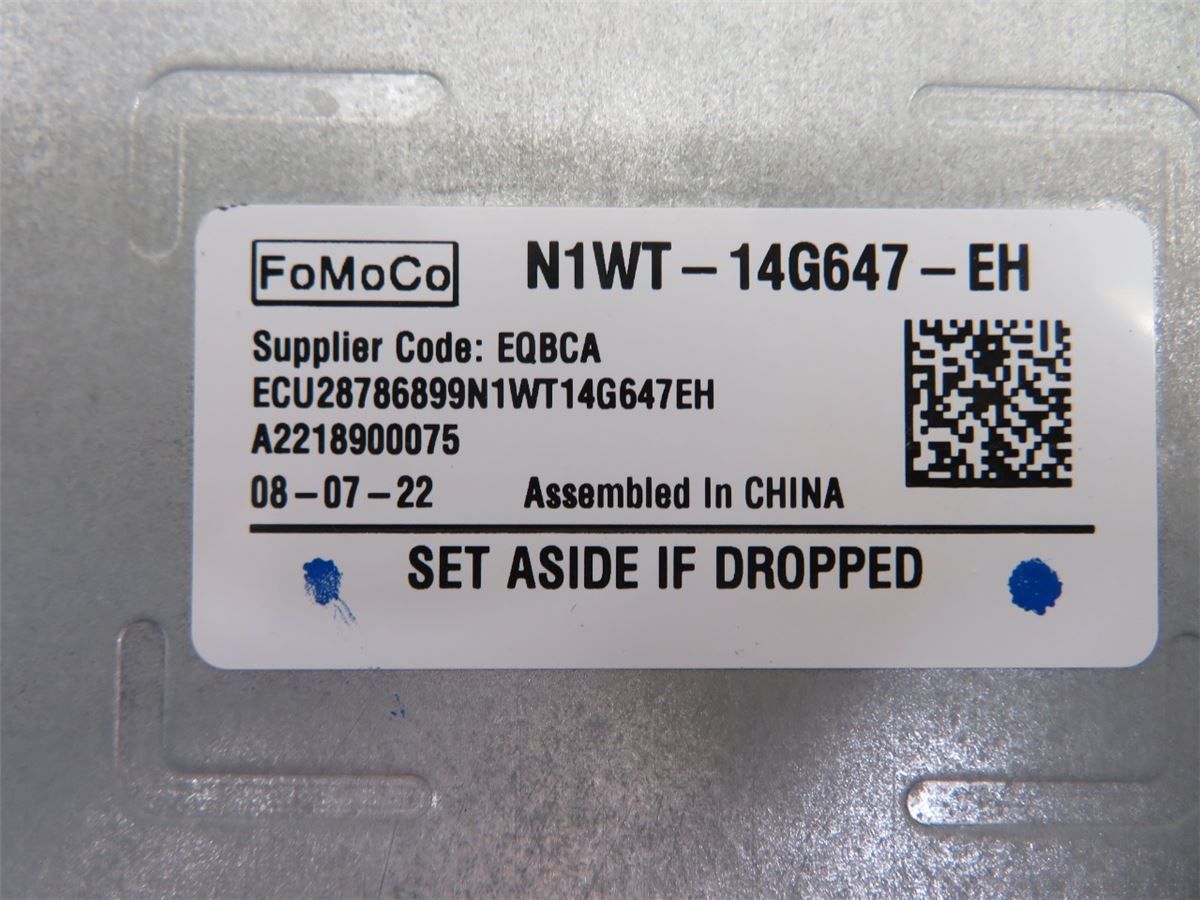 FoMoCo N1WT-14G647-EH
Supplier Code: EQBCA
ECU28786899N1WT14G647EH
A2218900075
08-07-22 Assembled In CHINA
SET ASIDE IF DROPPED